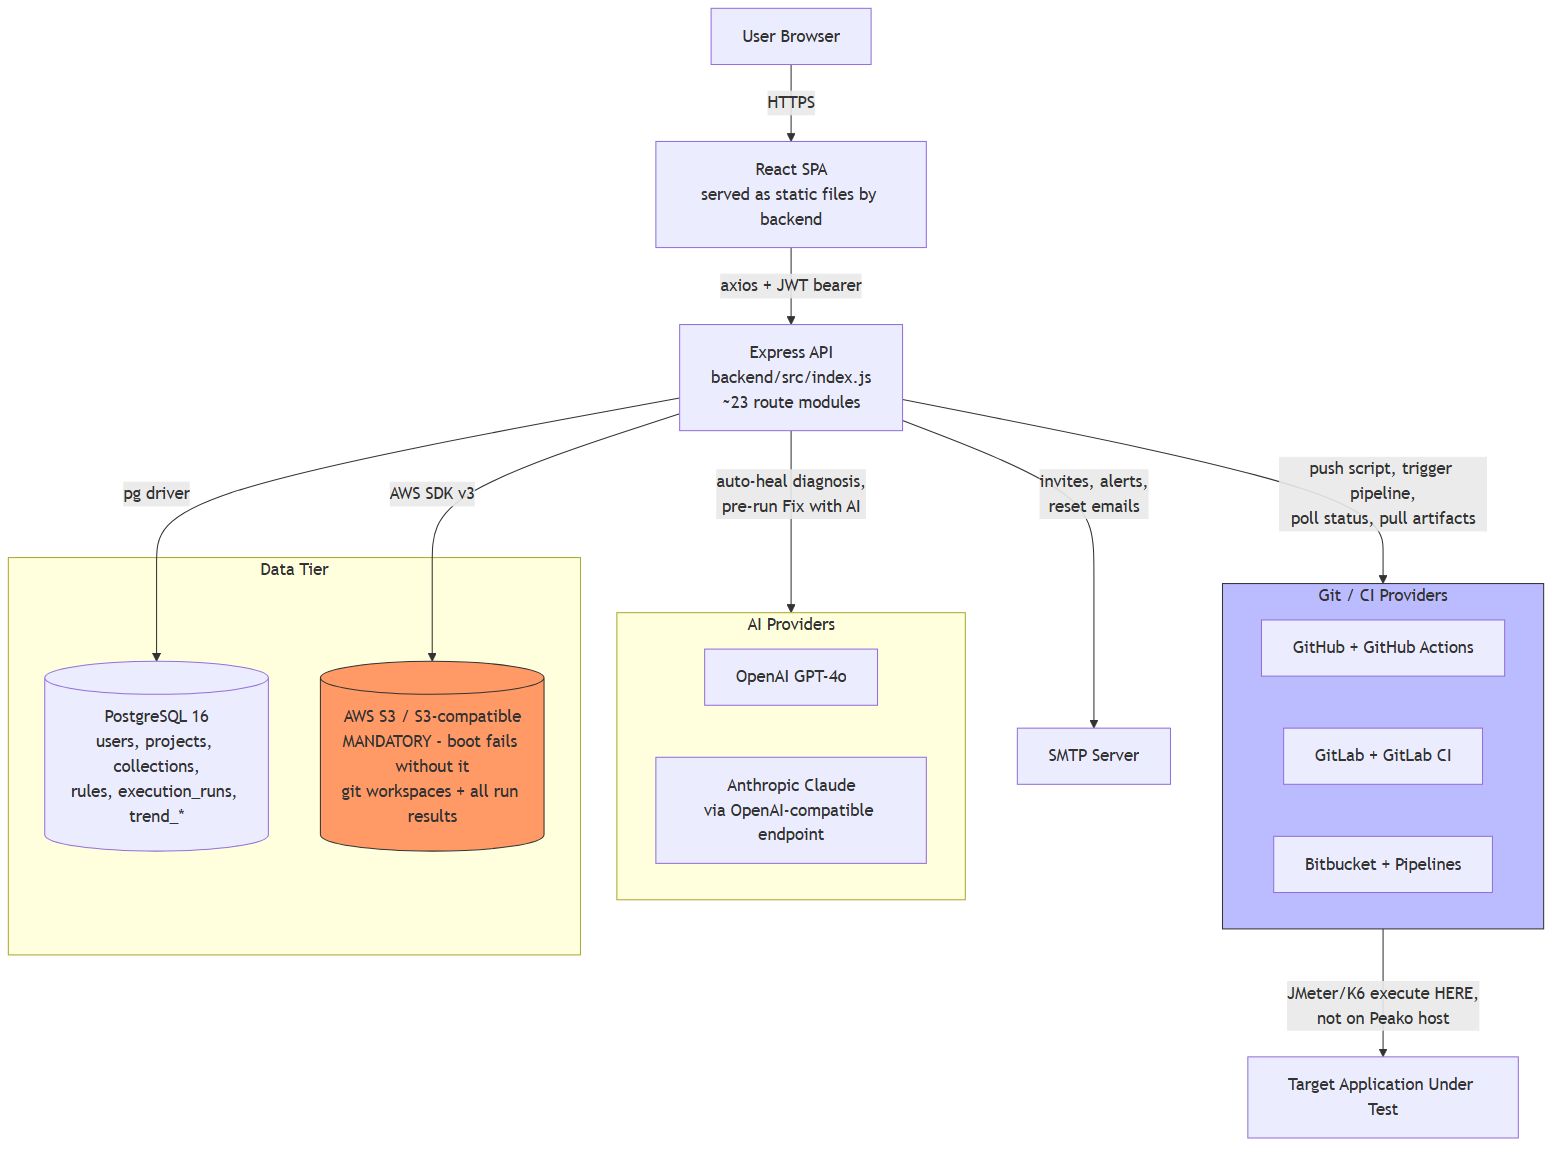 User Browser
HTTPS
React SPA
served as static files by
backend
axios + JWT bearer
Express API
backend/src/index.js
~23 route modules
pg driver
AWS SDK v3
auto-heal diagnosis,
pre-run Fix with AI
invites, alerts,
reset emails
push script, trigger
pipeline,
poll status, pull artifacts
Data Tier
PostgreSQL 16
users, projects,
collections,
rules, execution_runs,
trend_*
AWS S3 / S3-compatible
MANDATORY - boot fails
without it
git workspaces + all run
results
AI Providers
OpenAI GPT-4o
Anthropic Claude
via OpenAI-compatible
endpoint
SMTP Server
Git / CI Providers
GitHub + GitHub Actions
GitLab + GitLab CI
Bitbucket + Pipelines
JMeter/K6 execute HERE,
not on Peako host
Target Application Under
Test